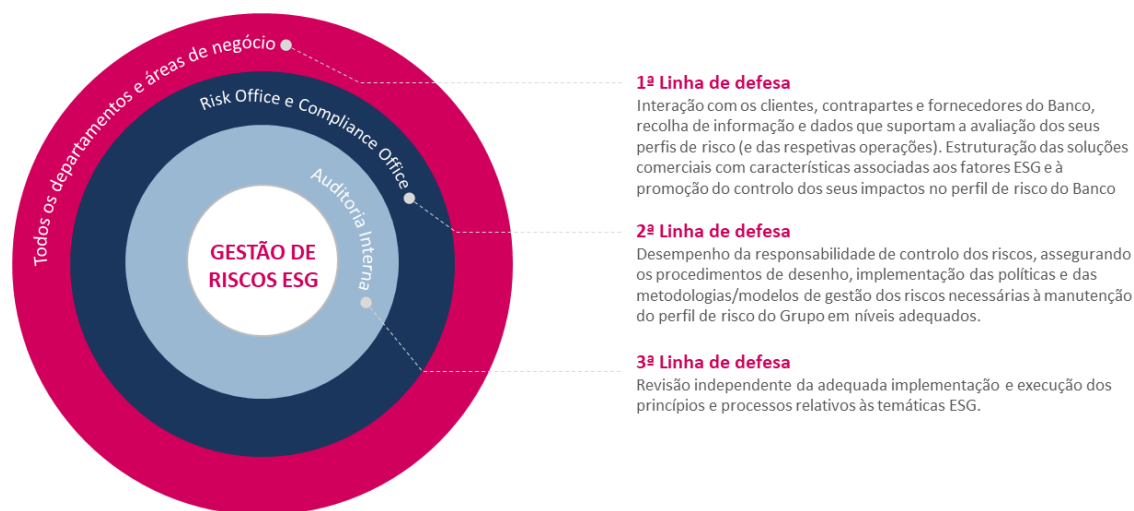 Todos os departamentos e áreas de negócio
Risk Office e Compliance Office
Auditoria Interna
GESTÃO DE
RISCOS ESG
1ª Linha de defesa
Interação com os clientes, contrapartes e fornecedores do Banco,
recolha de informação e dados que suportam a avaliação dos seus
perfis de risco (e das respetivas operações). Estruturação das soluções
comerciais com características associadas aos fatores ESG e à
promoção do controlo dos seus impactos no perfil de risco do Banco
2ª Linha de defesa
Desempenho da responsabilidade de controlo dos riscos, assegurando
os procedimentos de desenho, implementação das políticas e das
metodologias/modelos de gestão dos riscos necessárias à manutenção
do perfil de risco do Grupo em níveis adequados.
3ª Linha de defesa
Revisão independente da adequada implementação e execução dos
princípios e processos relativos às temáticas ESG.